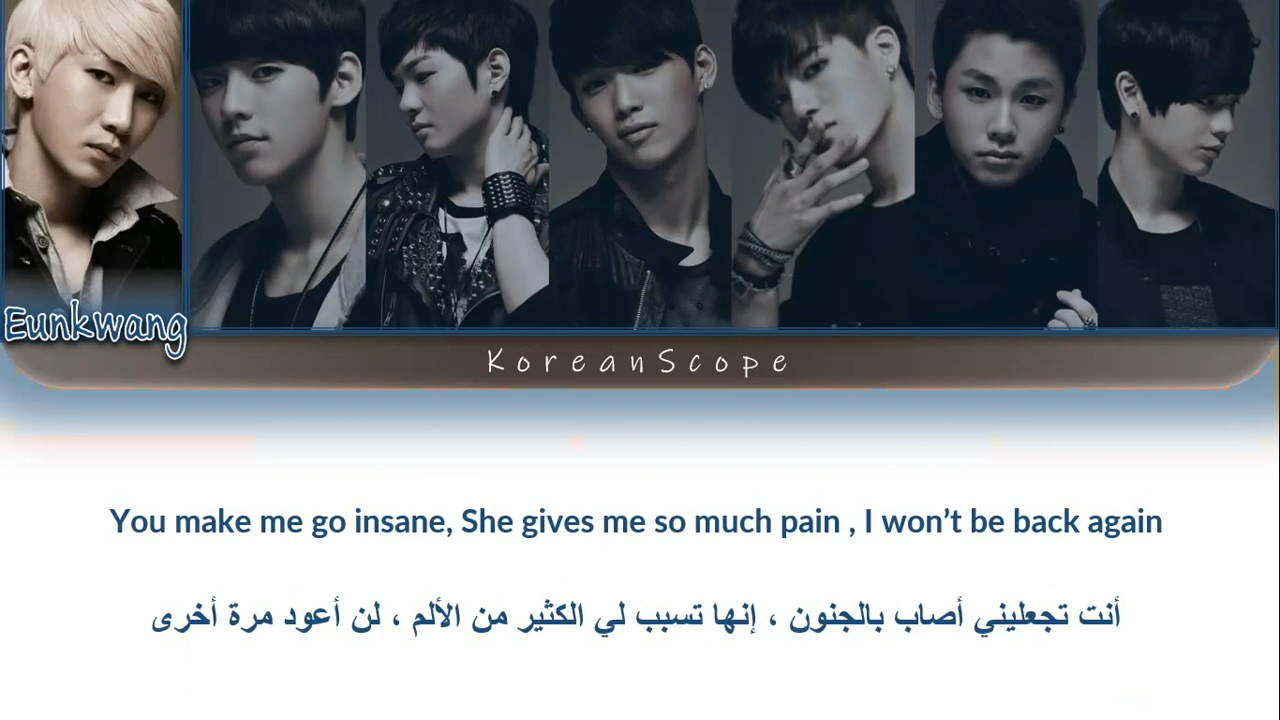 Eunkwang
KoreanScope
You make me go insane, She gives me so much pain , I won’t be back again
أنت تجعليني أصاب بالجنون ، إنها تسبب لي الكثير من الألم ، لن أعود مرة أخرى